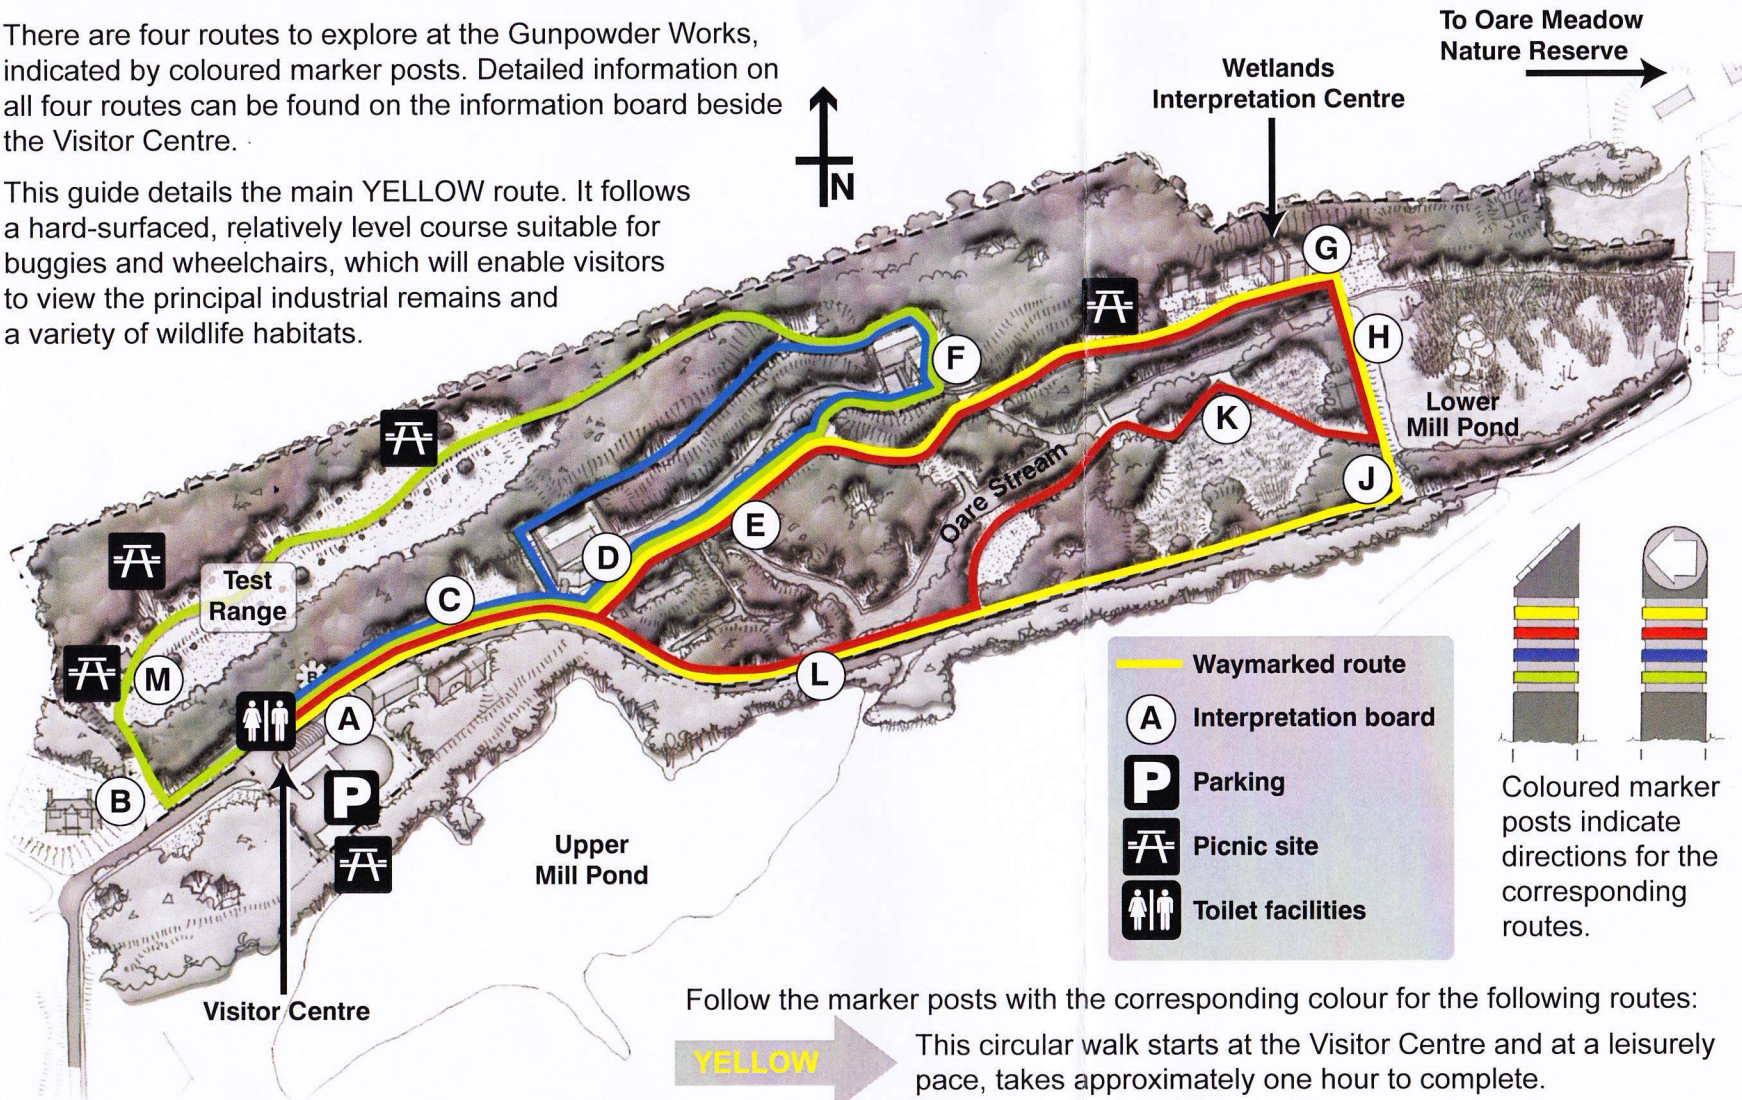 There are four routes to explore at the Gunpowder Works,
indicated by coloured marker posts. Detailed information on
all four routes can be found on the information board beside
the Visitor Centre.
This guide details the main YELLOW route. It follows
a hard-surfaced, relatively level course suitable for
buggies and wheelchairs, which will enable visitors
to view the principal industrial remains and
a variety of wildlife habitats.
N
To Oare Meadow
Nature Reserve
Wetlands
Interpretation Centre
G
H
F
K
Lower
Mill Pond
J
Oare Stream
E
D
C
Test
Range
M
B
A
L
B
P
Upper
Mill Pond
Visitor Centre
Waymarked route
A
Interpretation board
P
Parking
Picnic site
Toilet facilities
Coloured marker
posts indicate
directions for the
corresponding
routes.
Follow the marker posts with the corresponding colour for the following routes:
YELLOW
This circular walk starts at the Visitor Centre and at a leisurely
pace, takes approximately one hour to complete.